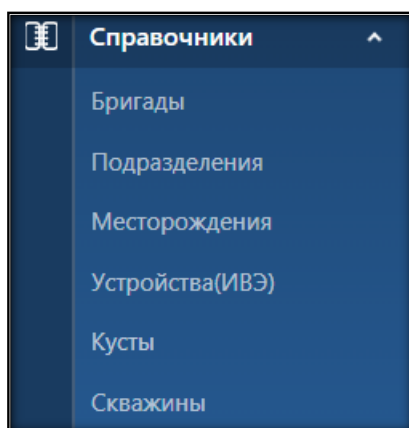 Справочники
Бригады
Подразделения
Месторождения
Устройства(ИВЭ)
Кусты
Скважины